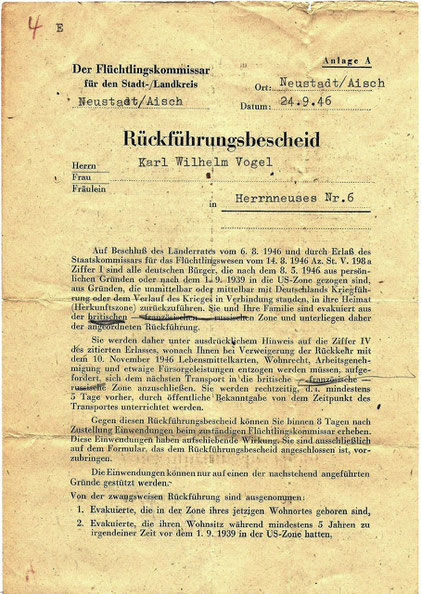 4 E
Anlage A
Der Flüchtlingskommissar
für den Stadt-/Landkreis
Neustadt/Aisch
Ort: Neustadt/Aisch
Datum: 24.9.46
Rückführungsbescheid
Herrn Karl Wilhelm Vogel
Frau
Fräulein
in Herrnneuses Nr.6
Auf Beschluß des Länderrates vom 6. 8. 1946 und durch Erlaß des
Staatskommissars für das Flüchtlingswesen vom 14. 8. 1946 Az. St. V. 198a
Ziffer I sind alle deutschen Bürger, die nach dem 8. 5. 1946 aus persön-
lichen Gründen oder nach dem 1. 9. 1939 in die US-Zone gezogen sind,
aus Gründen, die unmittelbar oder mittelbar mit Deutschlands Kriegfüh-
rung oder dem Verlauf des Krieges in Verbindung standen, in ihre Heimat
(Herkunftszone) zurückzuführen. Sie und Ihre Familie sind evakuiert aus
der britischen französischen russischen Zone und unterliegen daher
der angeordneten Rückführung.
Sie werden daher unter ausdrücklichem Hinweis auf die Ziffer IV
des zitierten Erlasses, wonach Ihnen bei Verweigerung der Rückkehr mit
dem 10. November 1946 Lebensmittelkarten, Wohnrecht, Arbeitsgeneh-
migung und etwaige Fürsorgeleistungen entzogen werden müssen, aufge-
fordert, sich dem nächsten Transport in die britische französische
russische Zone anzuschließen. Sie werden rechtzeitig, d.i. mindestens
5 Tage vorher, durch öffentliche Bekanntgabe von dem Zeitpunkt des
Transportes unterrichtet werden.
Gegen diesen Rückführungsbescheid können Sie binnen 8 Tagen nach
Zustellung Einwendungen beim zuständigen Flüchtlingskommissar erheben.
Diese Einwendungen haben aufschiebende Wirkung. Sie sind ausschließlich
auf dem Formular, das dem Rückführungsbescheid angeschlossen ist, vor-
zubringen.
Die Einwendungen können nur auf einen der nachstehend angeführten
Gründe gestützt werden.
Von der zwangsweisen Rückführung sind ausgenommen:
1. Evakuierte, die in der Zone ihres jetzigen Wohnortes geboren sind,
2. Evakuierte, die ihren Wohnsitz während mindestens 5 Jahren zu
irgendeiner Zeit vor dem 1. 9. 1939 in der US-Zone hatten,